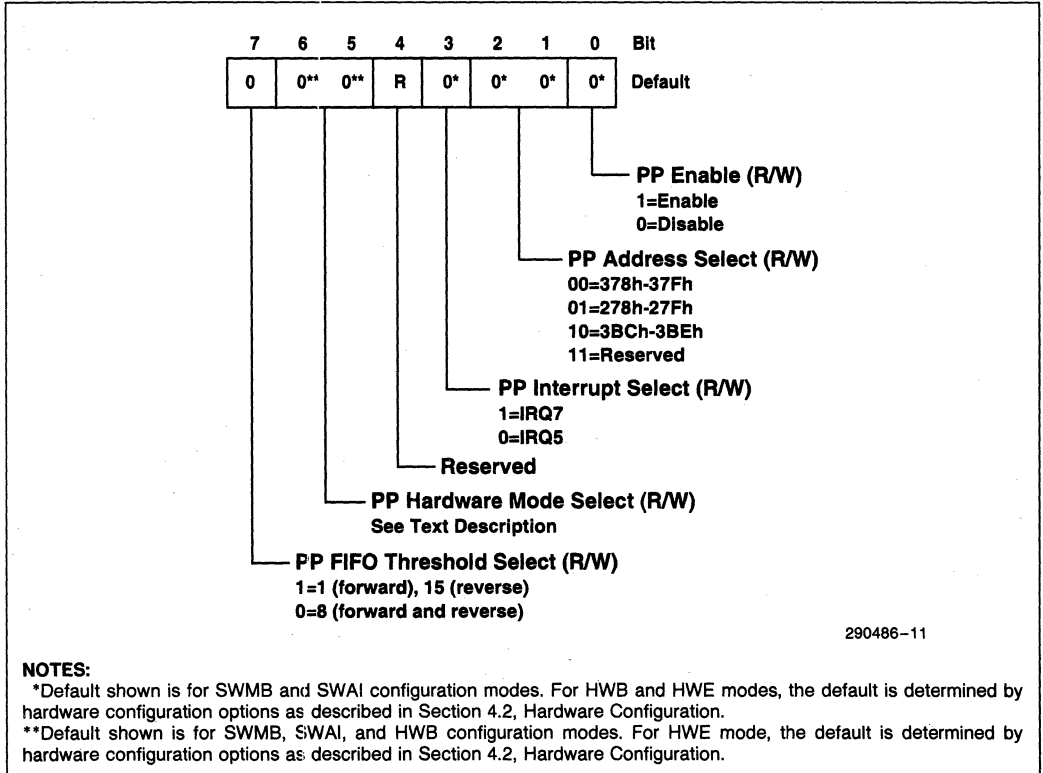 7 6 5 4 3 2 1 0 Bit
0 0** 0** R 0* 0* 0* 0* Default
PP Enable (R/W)
1=Enable
0=Disable
PP Address Select (R/W)
00=378h-37Fh
01=278h-27Fh
10=3BCh-3BEh
11=Reserved
PP Interrupt Select (R/W)
1=IRQ7
0=IRQ5
Reserved
PP Hardware Mode Select (R/W)
See Text Description
PP FIFO Threshold Select (R/W)
1=1 (forward), 15 (reverse)
0=8 (forward and reverse)
290486-11
NOTES:
*Default shown is for SWMB and SWAI configuration modes. For HWB and HWE modes, the default is determined by
hardware configuration options as described in Section 4.2, Hardware Configuration.
**Default shown is for SWMB, SWAI, and HWB configuration modes. For HWE mode, the default is determined by
hardware configuration options as described in Section 4.2, Hardware Configuration.